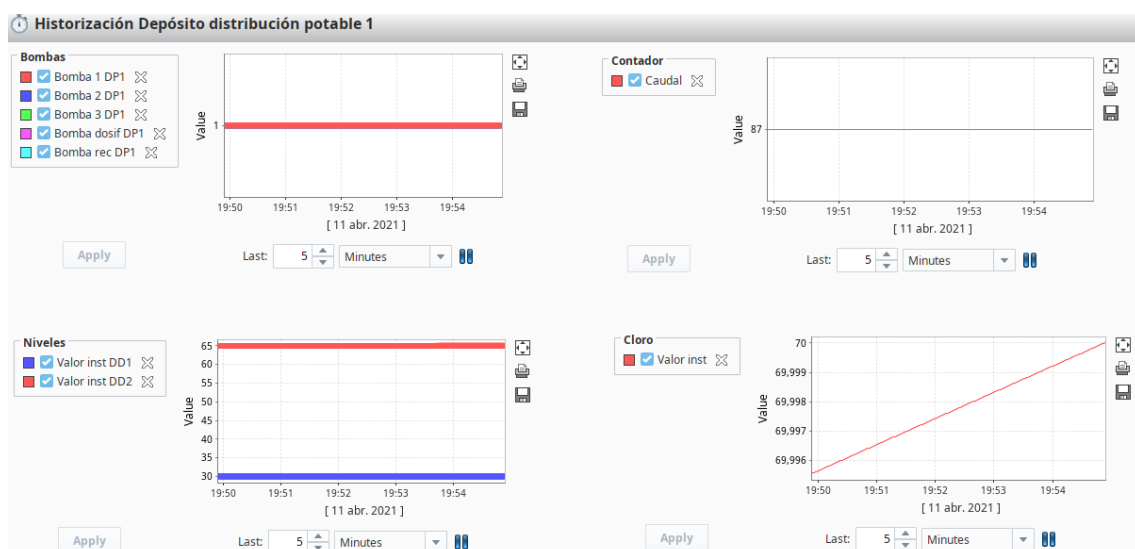 Historización Depósito distribución potable 1
Bombas
Bomba 1 DP1
Bomba 2 DP1
Bomba 3 DP1
Bomba dosif DP1
Bomba rec DP1
Value
1
19:50 19:51 19:52 19:53 19:54
[ 11 abr. 2021 ]
Apply
Last: 5 Minutes
Contador
Caudal
Value
87
19:50 19:51 19:52 19:53 19:54
[ 11 abr. 2021 ]
Apply
Last: 5 Minutes
Niveles
Valor inst DD1
Valor inst DD2
Value
65
60
55
50
45
40
35
30
19:50 19:51 19:52 19:53 19:54
[ 11 abr. 2021 ]
Apply
Last: 5 Minutes
Cloro
Valor inst
Value
70
69,999
69,998
69,997
69,996
19:50 19:51 19:52 19:53 19:54
[ 11 abr. 2021 ]
Apply
Last: 5 Minutes